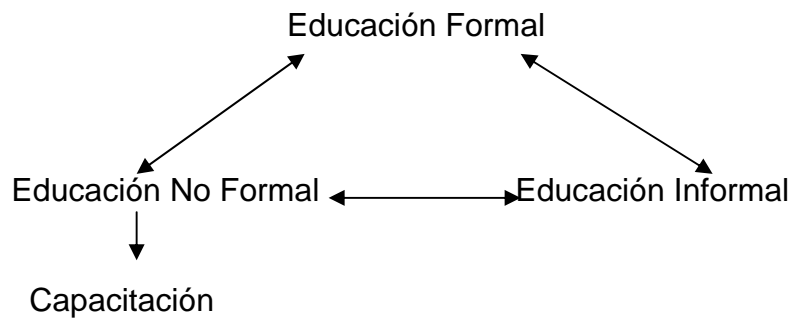 Educación Formal
Educación No Formal
Educación Informal
Capacitación